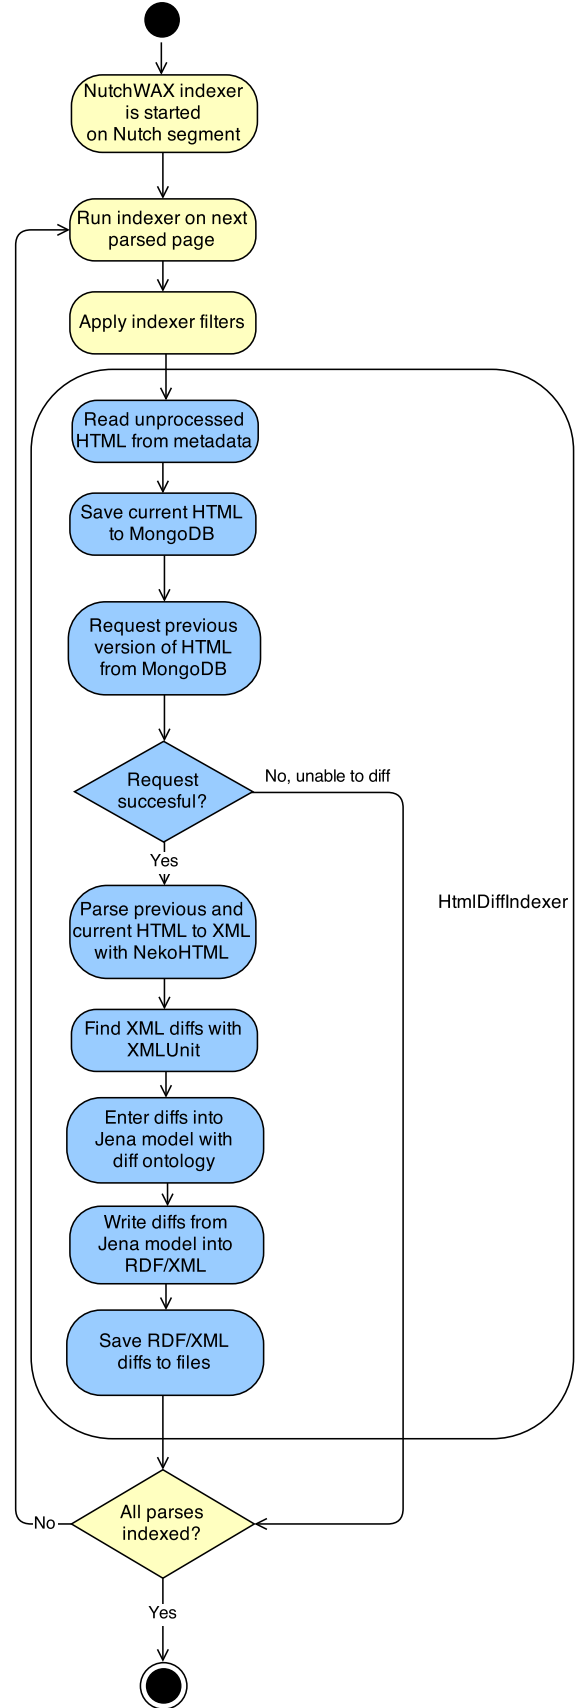 NutchWAX indexer
is started
on Nutch segment
Run indexer on next
parsed page
Apply indexer filters
Read unprocessed
HTML from metadata
Save current HTML
to MongoDB
Request previous
version of HTML
from MongoDB
Request
succesful?
No, unable to diff
Yes
HtmlDiffIndexer
Parse previous and
current HTML to XML
with NekoHTML
Find XML diffs with
XMLUnit
Enter diffs into
Jena model with
diff ontology
Write diffs from
Jena model into
RDF/XML
Save RDF/XML
diffs to files
All parses
indexed?
No
Yes